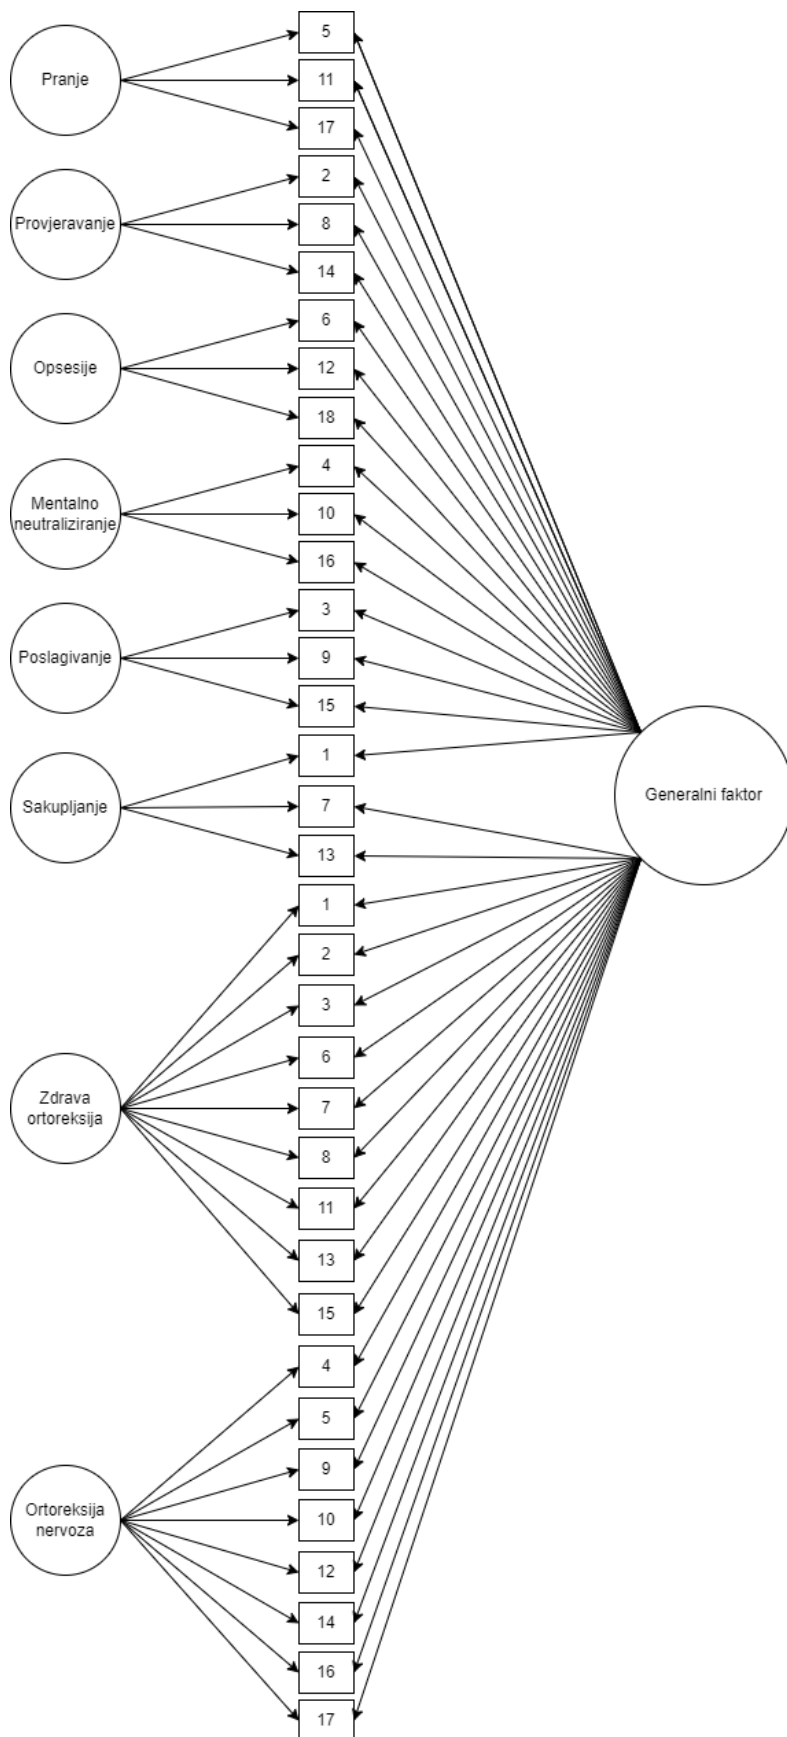 5
Pranje
11
17
2
Provjeravanje
8
14
6
Opsesije
12
18
4
Mentalno
neutraliziranje
10
16
3
Poslagivanje
9
15
1
Sakupljanje
7
13
Generalni faktor
1
2
3
6
Zdrava
ortoreksija
7
8
11
13
15
4
5
9
Ortoreksija
nervoza
10
12
14
16
17